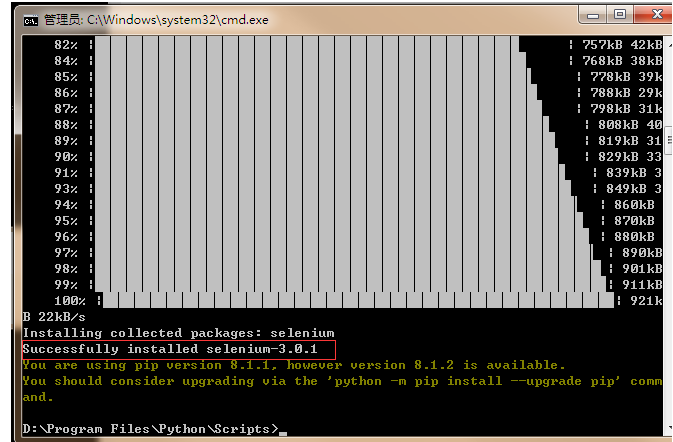 管理员: C:\Windows\system32\cmd.exe
82% | | 757kB 42kB
84% | | 768kB 38kB
85% | | 778kB 39k
86% | | 788kB 29k
87% | | 798kB 31k
88% | | 808kB 40
89% | | 819kB 31
90% | | 829kB 33
91% | | 839kB 3
93% | | 849kB 3
94% | | 860kB
95% | | 870kB
96% | | 880kB
97% | | 890kB
98% | | 901kB
99% | | 911kB
100% | | 921k
B 22kB/s
Installing collected packages: selenium
Successfully installed selenium-3.0.1
You are using pip version 8.1.1, however version 8.1.2 is available.
You should consider upgrading via the 'python -m pip install --upgrade pip' comm
and.
D:\Program Files\Python\Scripts>_